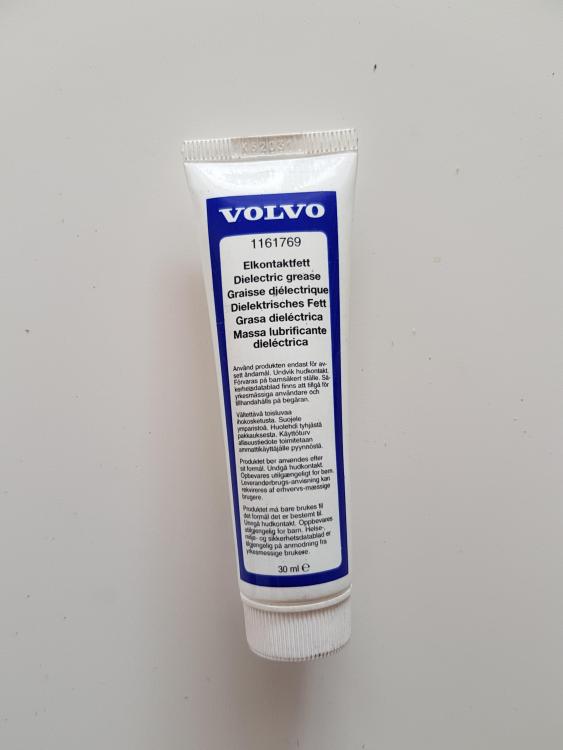 K62031
VOLVO
1161769
Elkontaktfett
Dielectric grease
Graisse diélectrique
Dielektrisches Fett
Grasa dieléctrica
Massa lubrificante
dieléctrica
Använd produkten endast för av-
sett ändamål. Undvik hudkontakt.
Förvaras på barnsäkert ställe. Sä-
kerhetsdatablad finns att tillgå för
yrkesmässiga användare och
tillhandahålls på begäran.
Vältettävä toistuvaa
ihokosketusta. Suojele
ympäristöä. Huolehdi tyhjästä
pakkauksesta. Käyttöturv
allisuustiedote toimitetaan
ammattikäyttäjälle pyynnöstä.
Produktet bør anvendes efter
sit formål. Undgå hudkontakt.
Opbevares utilgængeligt for børn.
Leverandørbrugs-anvisning kan
rekvireres af erhvervs-mæssige
brugere.
Produktet må bare brukes til
det formål det er bestemt til.
Unngå hudkontakt. Oppbevares
utilgjengelig for barn. Helse-,
miljø- og sikkerhetsdatablad er
tilgjengelig på anmodning fra
yrkesmessige brukere.
30 ml ℮